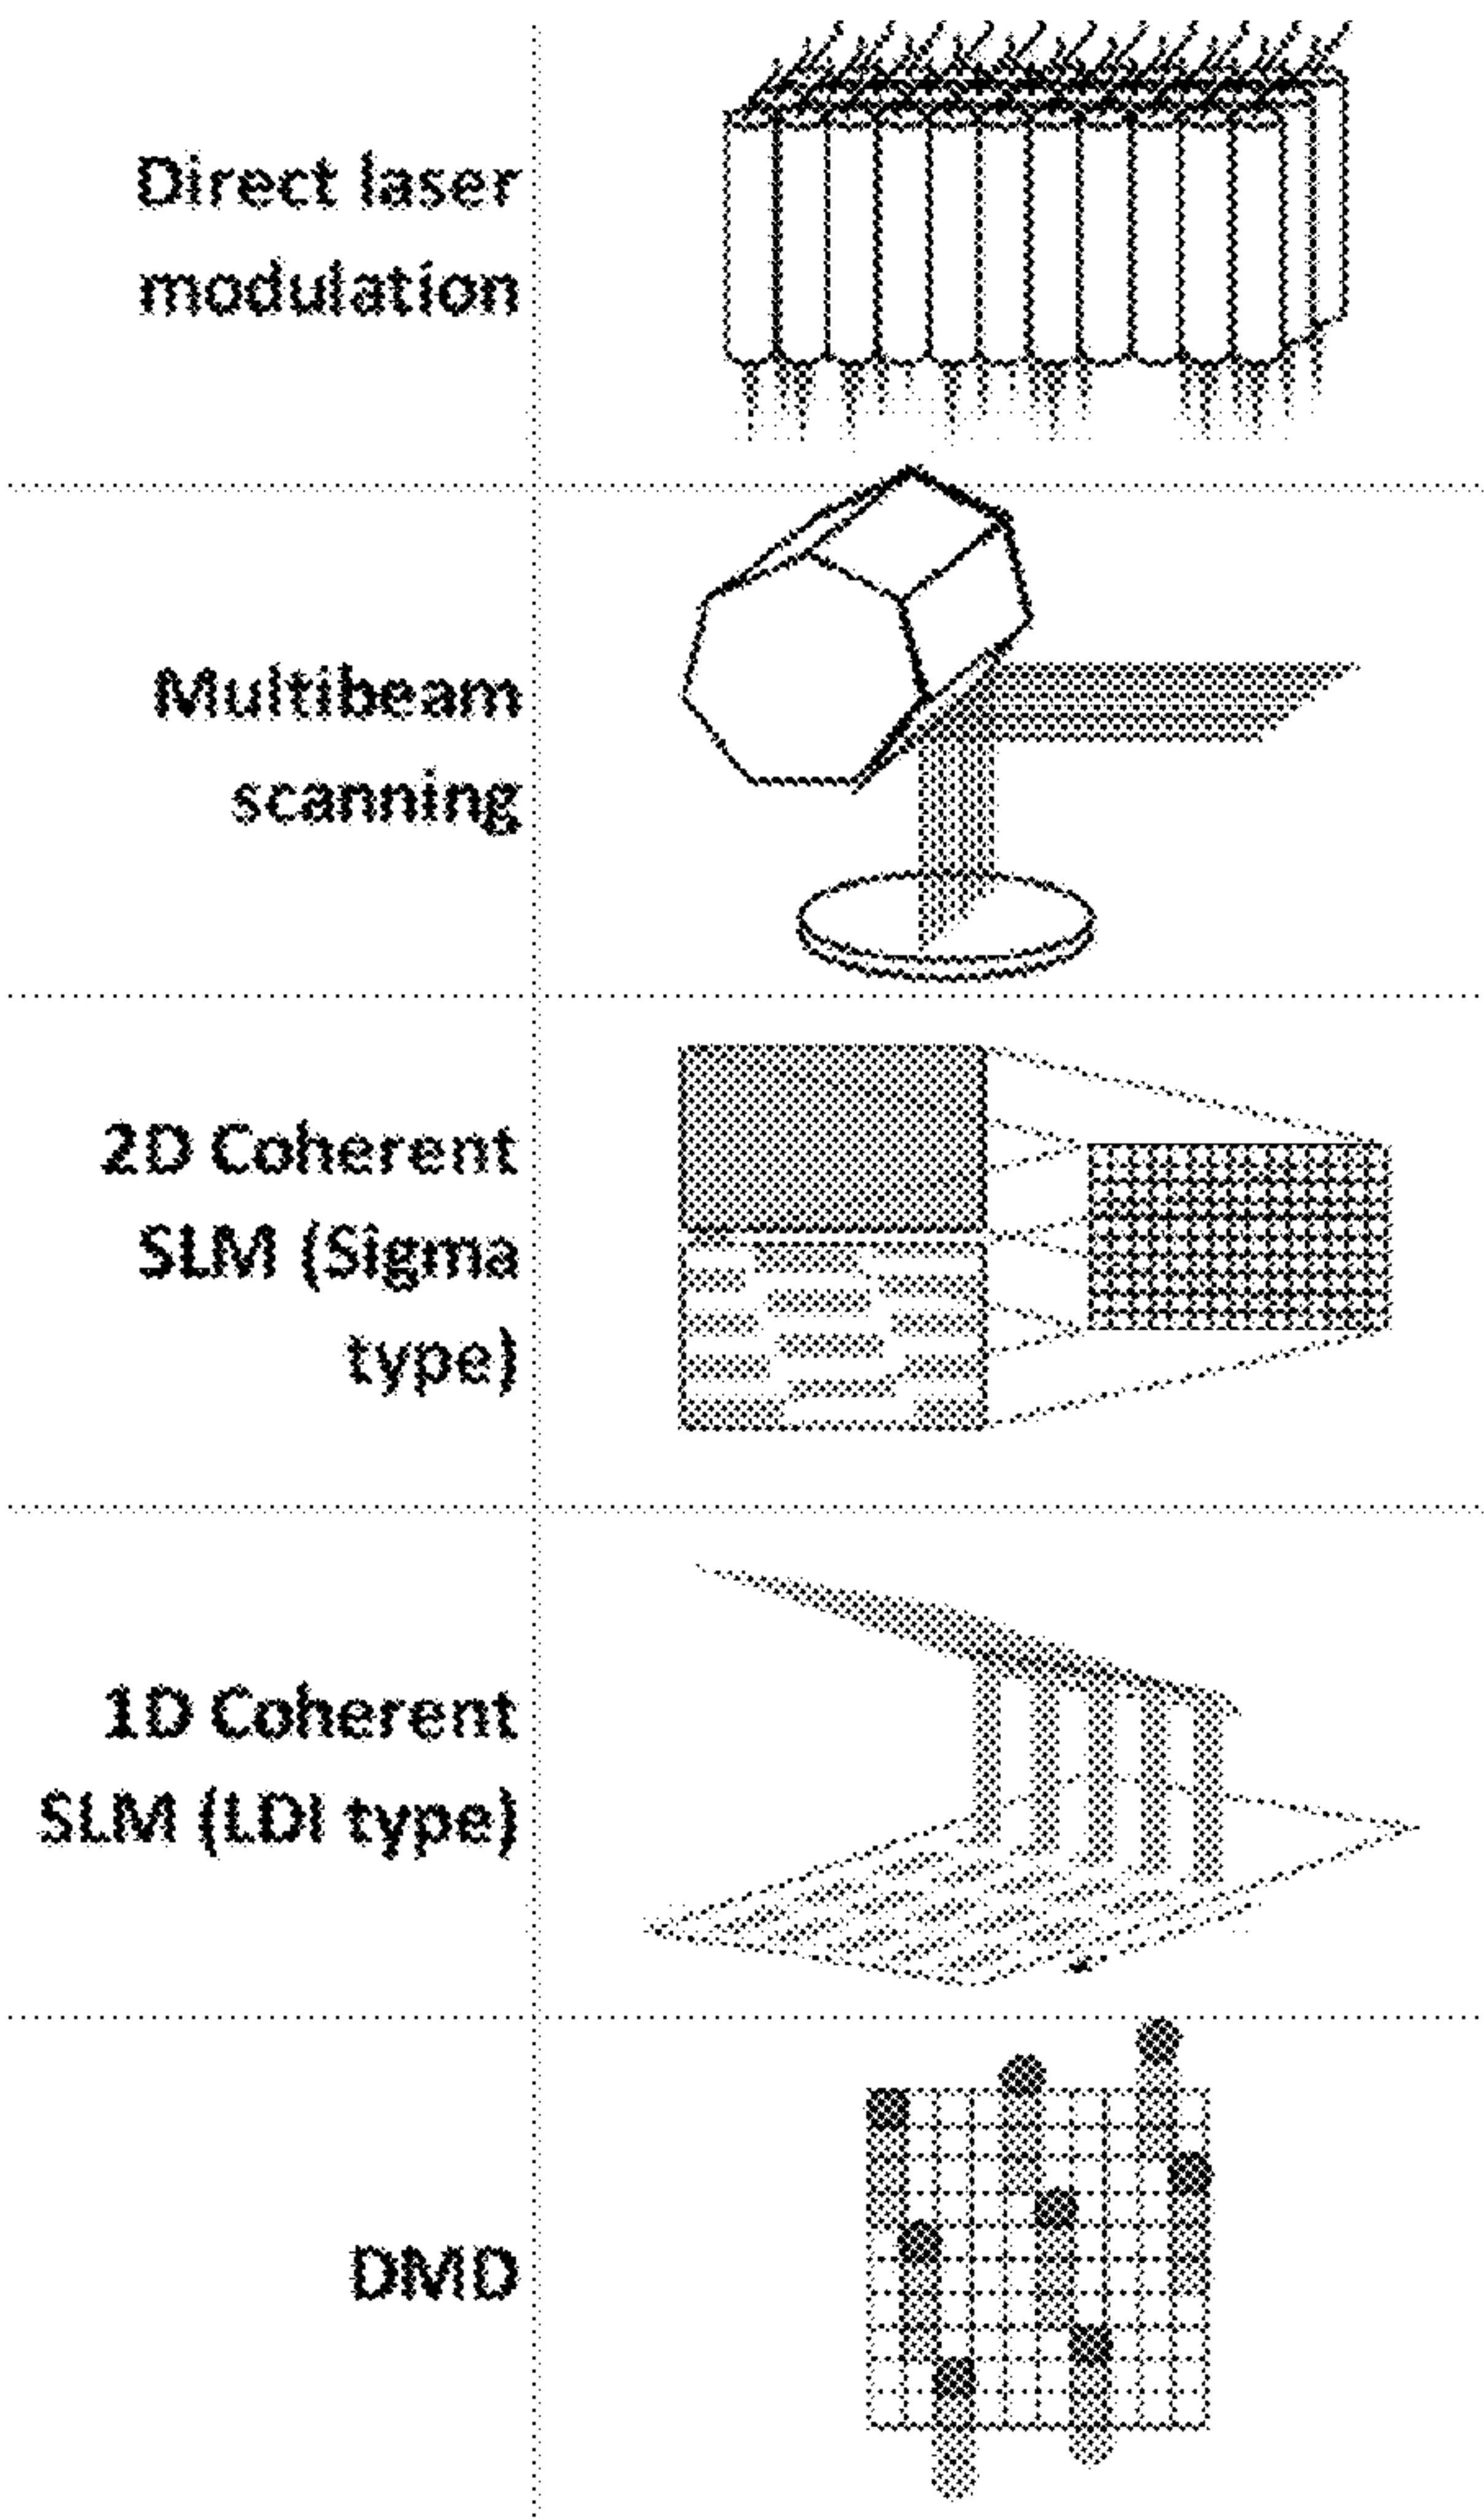 Direct laser
modulation
Multibeam
scanning
2D Coherent
SLM (Sigma
type)
1D Coherent
SLM (LDI type)
DMD